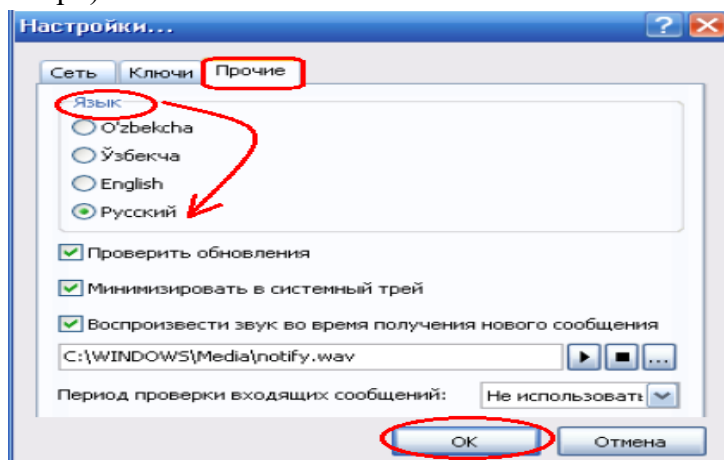 Настройки...
Сеть Ключи Прочие
Язык
O'zbekcha
Ўзбекча
English
Русский
Проверить обновления
Минимизировать в системный трей
Воспроизвести звук во время получения нового сообщения
C:\WINDOWS\Media\notify.wav ...
Период проверки входящих сообщений: Не использовать
OK Отмена